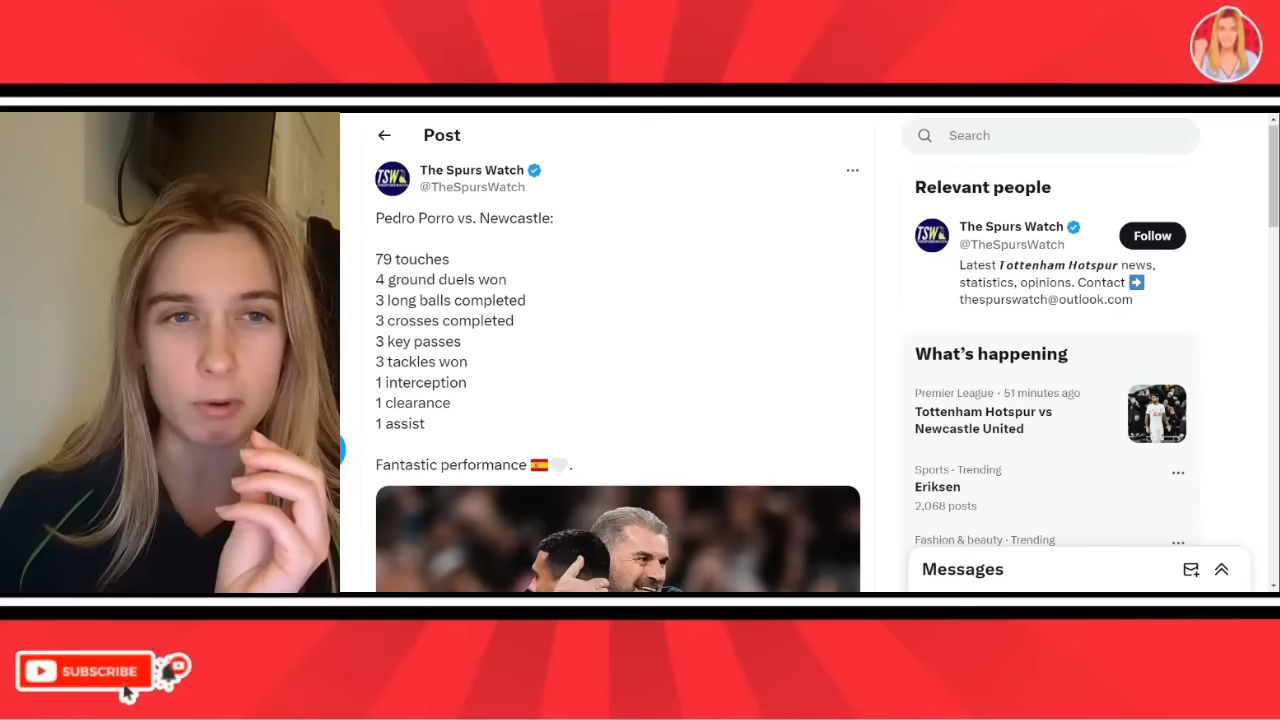 Post
Search
TSW
The Spurs Watch
@TheSpursWatch
Pedro Porro vs. Newcastle:
79 touches
4 ground duels won
3 long balls completed
3 crosses completed
3 key passes
3 tackles won
1 interception
1 clearance
1 assist
Fantastic performance 🇪🇸🤍.
Relevant people
TSW
The Spurs Watch
@TheSpursWatch
Follow
Latest Tottenham Hotspur news,
statistics, opinions. Contact ➡️
thespurswatch@outlook.com
What’s happening
Premier League · 51 minutes ago
Tottenham Hotspur vs
Newcastle United
Sports · Trending
Eriksen
2,068 posts
Fashion & beauty · Trending
Messages
SUBSCRIBE